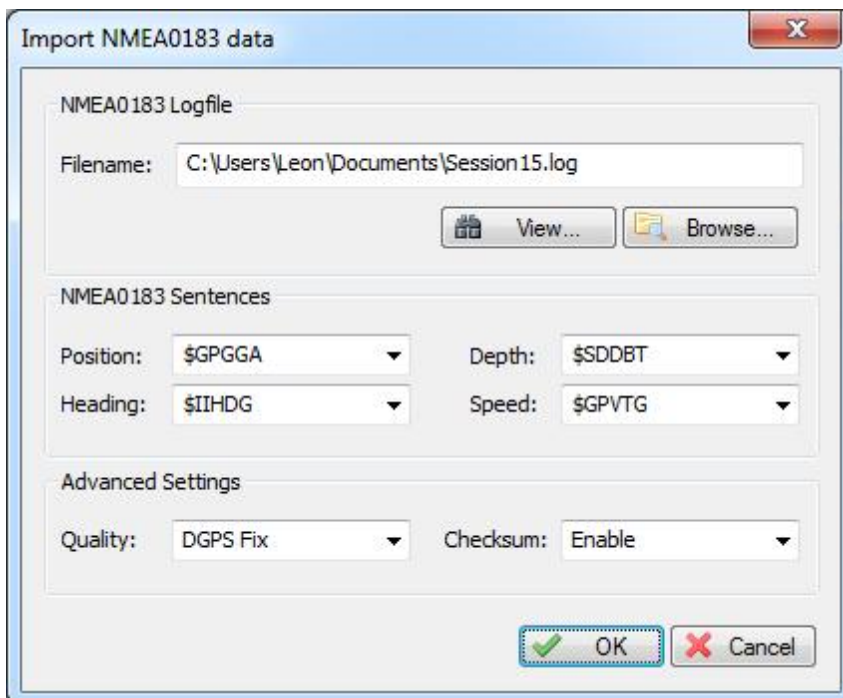 Import NMEA0183 data
NMEA0183 Logfile
Filename: C:\Users\Leon\Documents\Session15.log
View... Browse...
NMEA0183 Sentences
Position: $GPGGA Depth: $SDDBT
Heading: $IIHDG Speed: $GPVTG
Advanced Settings
Quality: DGPS Fix Checksum: Enable
OK Cancel